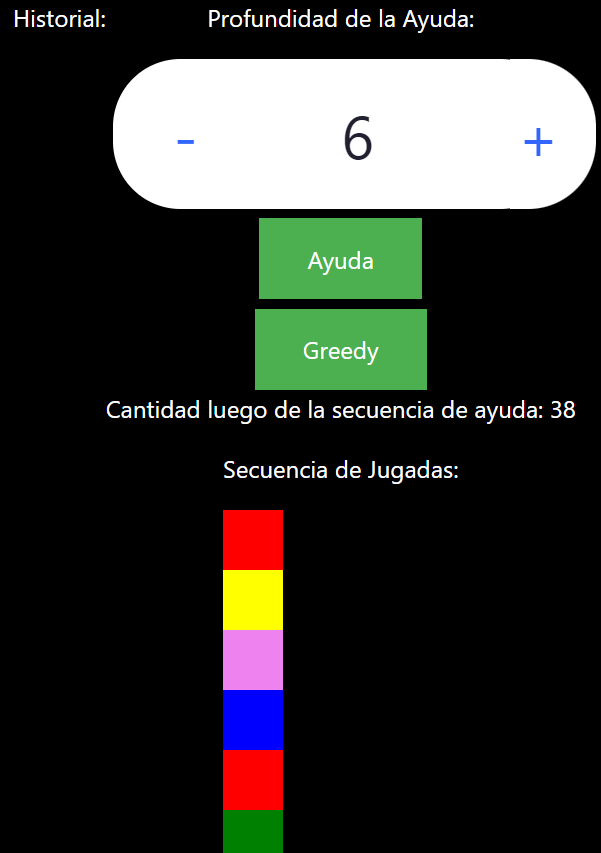 Historial:
Profundidad de la Ayuda:
- 6 +
Ayuda
Greedy
Cantidad luego de la secuencia de ayuda: 38
Secuencia de Jugadas: